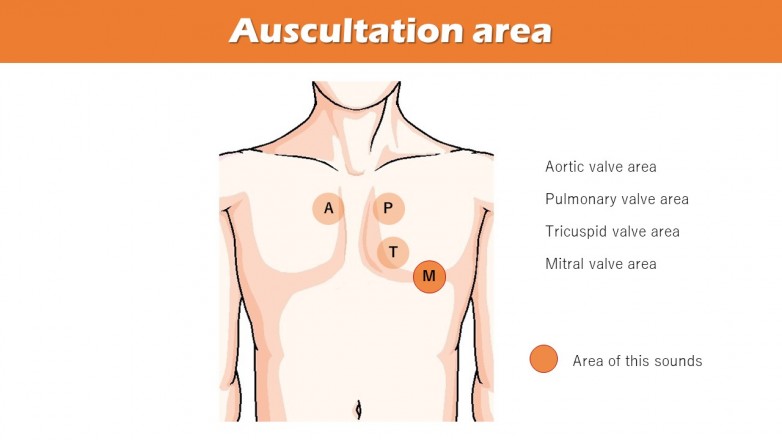 Auscultation area
A
P
T
M
Aortic valve area
Pulmonary valve area
Tricuspid valve area
Mitral valve area
Area of this sounds